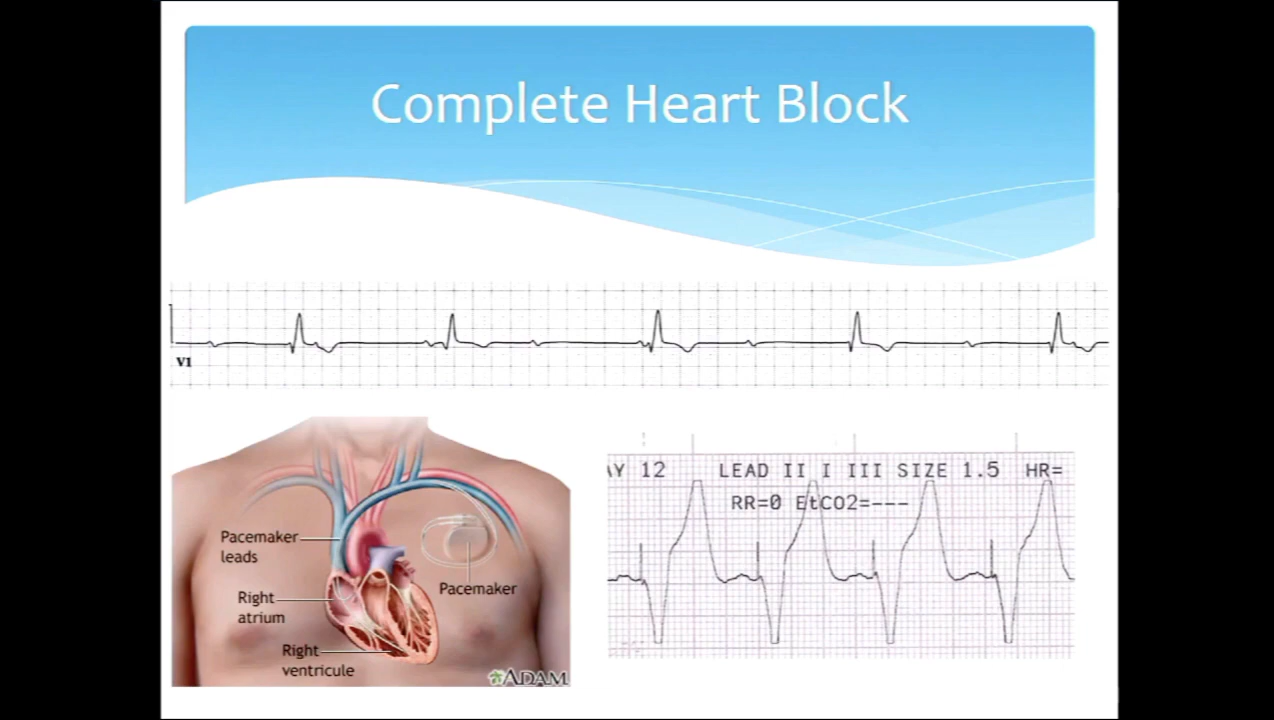 Complete Heart Block
V1
Pacemaker
leads
Right
atrium
Right
ventricule
Pacemaker
ADAM
12 LEAD II I III SIZE 1.5 HR=
RR=0 EtCO2=---